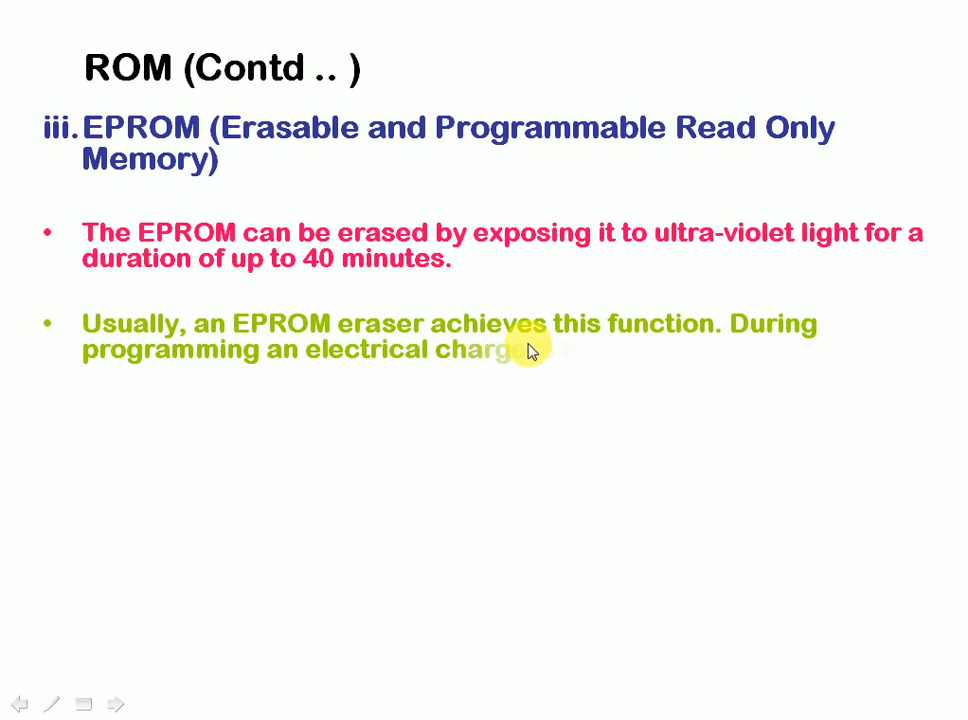 ROM (Contd .. )
iii. EPROM (Erasable and Programmable Read Only
Memory)
• The EPROM can be erased by exposing it to ultra-violet light for a
duration of up to 40 minutes.
• Usually, an EPROM eraser achieves this function. During
programming an electrical charge